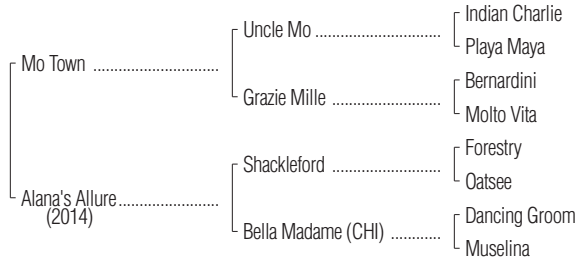 Indian Charlie
Uncle Mo ..............................
Playa Maya
Mo Town ..............................
Bernardini
Grazie Mille ..........................
Molto Vita
Forestry
Shackleford ..........................
Oatsee
Alana's Allure ........................
(2014)
Dancing Groom
Bella Madame (CHI) ............
Muselina